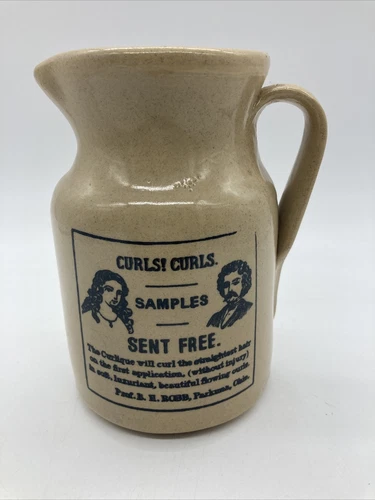 CURLS! CURLS.
SAMPLES
SENT FREE.
The Curlique will curl the straightest hair
on the first application, (without injury)
in soft, luxuriant, beautiful flowing curls.
Prof. B. H. ROBB, Parkman, Ohio.